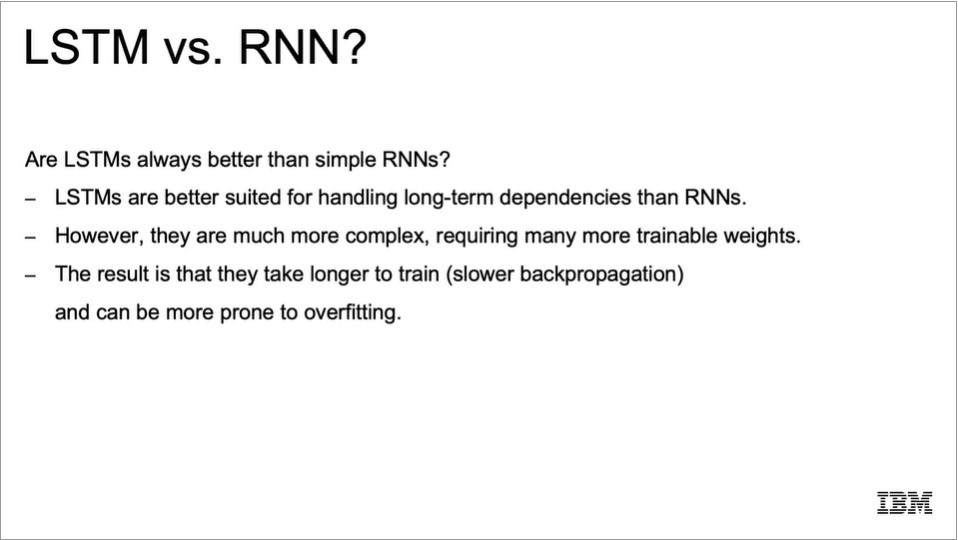 LSTM vs. RNN?
Are LSTMs always better than simple RNNs?
– LSTMs are better suited for handling long-term dependencies than RNNs.
– However, they are much more complex, requiring many more trainable weights.
– The result is that they take longer to train (slower backpropagation)
and can be more prone to overfitting.
IBM